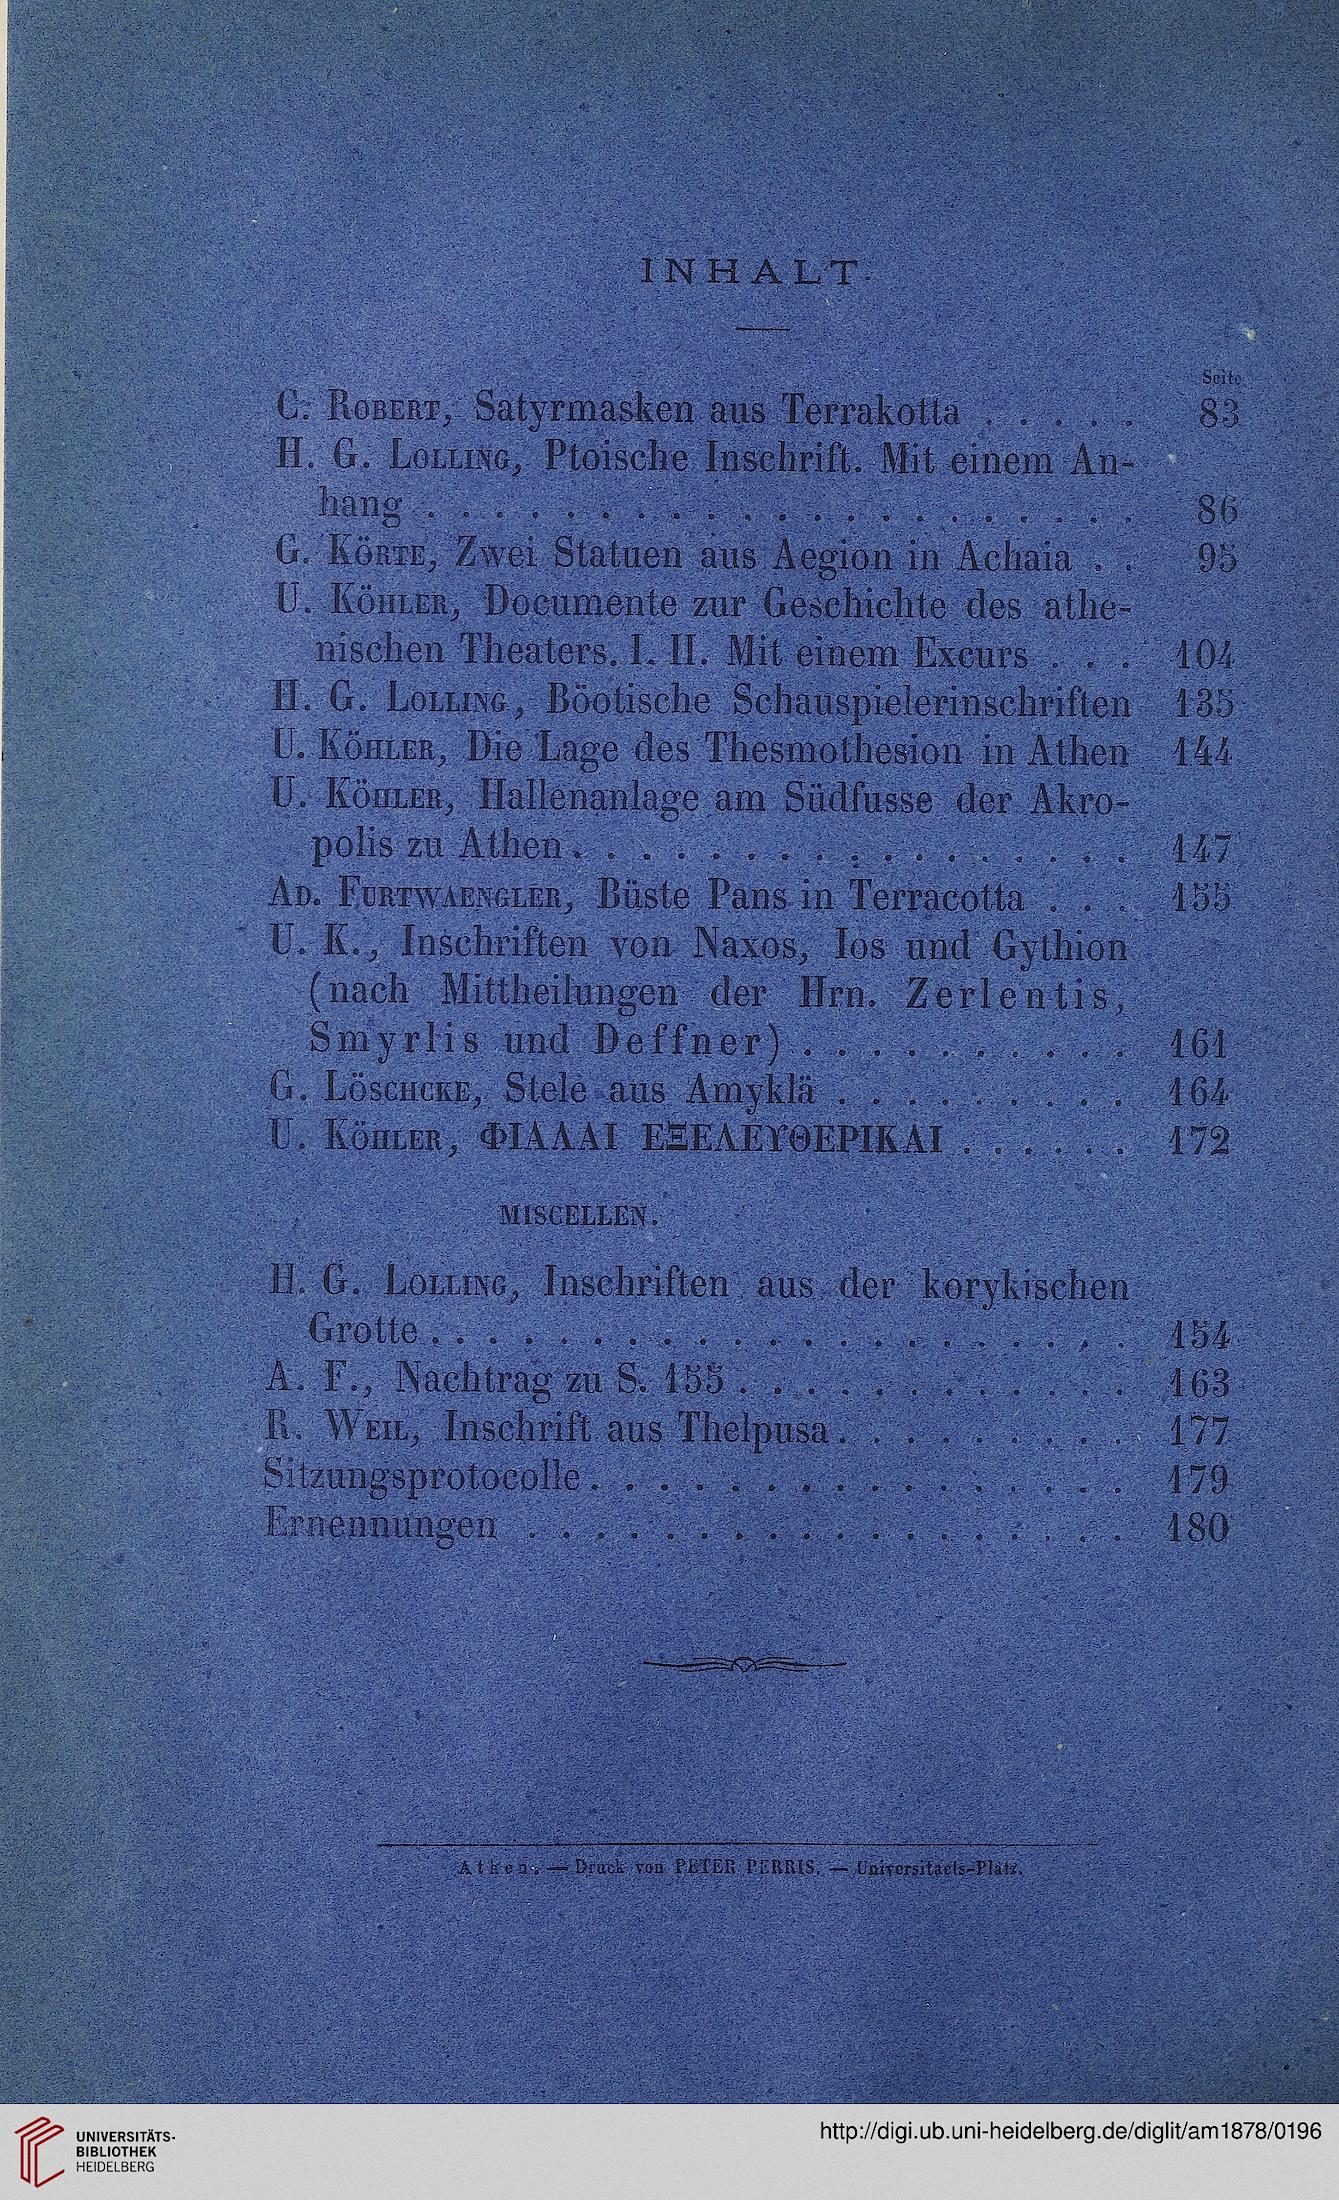 INHALT.
Seite
C. Robert, Satyrmasken aus Terrakotta . . . . . 83
H. G. Lolling, Ptoische Inschrift. Mit einem An-
hang . . . . . . . . . . . . . . . . . . . . . 86
G. Körte, Zwei Statuen aus Aegion in Achaia . . 95
U. Köhler, Documente zur Geschichte des athe-
nischen Theaters. I. II. Mit einem Excurs . . . 104
H. G. Lolling, Böotische Schauspielerinschriften 135
U. Köhler, Die Lage des Thesmothesion in Athen 144
U. Köhler, Hallenanlage am Südfusse der Akro-
polis zu Athen . . . . . . . . . . . . . . . . . 147
Ad. Furtwaengler, Büste Pans in Terracotta . . . 155
U. K., Inschriften von Naxos, Ios und Gythion
(nach Mittheilungen der Hrn. Zerlentis,
Smyrlis und Deffner) . . . . . . . . . . 161
G. Löschcke, Stele aus Amyklä . . . . . . . . . 164
U. Köhler, ΦΙΑΛΑΙ ΕΞΕΛΕΥΘΕΡΙΚΑΙ . . . . . . 172
MISCELLEN.
H. G. Lolling, Inschriften aus der korykischen
Grotte . . . . . . . . . . . . . . . . . . . . . 154
A. F., Nachtrag zu S. 155 . . . . . . . . . . . . 163
R. Weil, Inschrift aus Thelpusa . . . . . . . . . 177
Sitzungsprotocolle . . . . . . . . . . . . . . . . 179
Ernennungen . . . . . . . . . . . . . . . . . . 180
Athen. — Druck von PETER PERRIS. — Universitaets-Platz.
UNIVERSITÄTS-
BIBLIOTHEK
HEIDELBERG
http://digi.ub.uni-heidelberg.de/diglit/am1878/0196